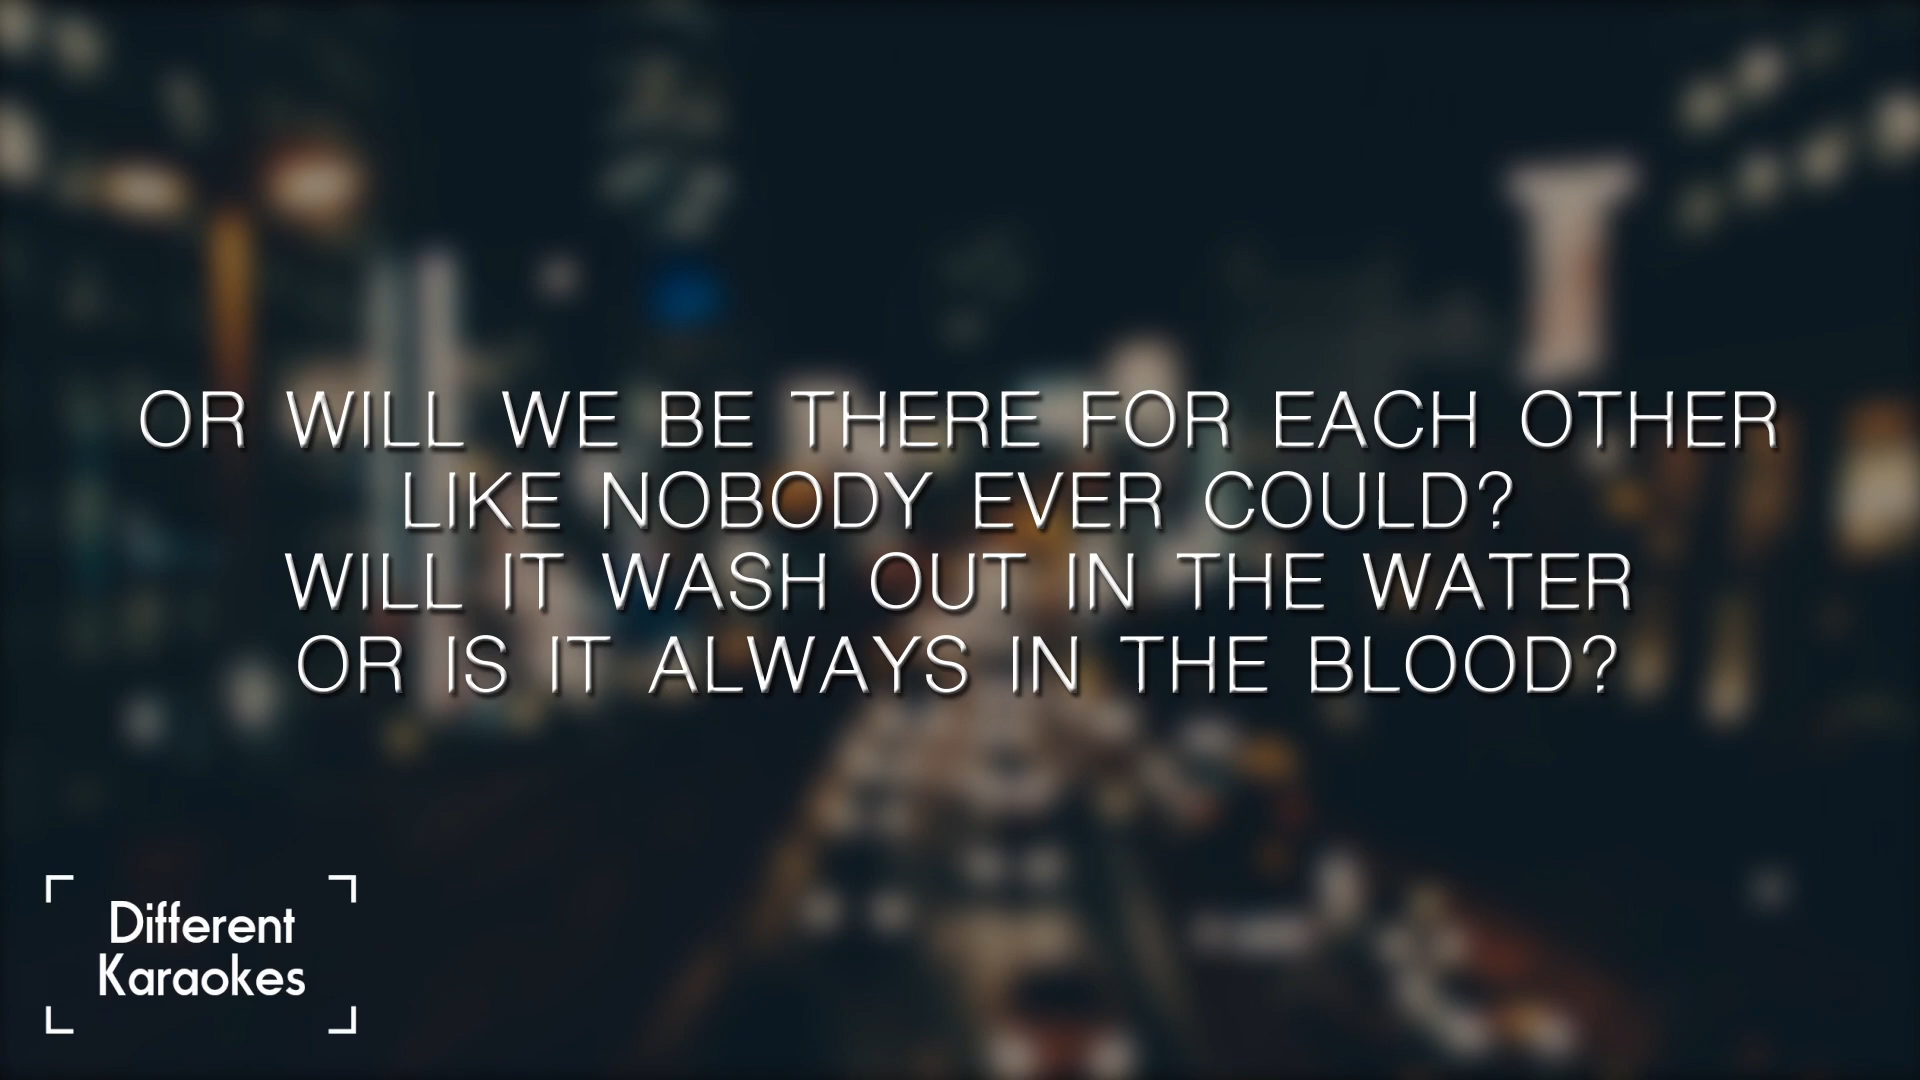 OR WILL WE BE THERE FOR EACH OTHER
LIKE NOBODY EVER COULD?
WILL IT WASH OUT IN THE WATER
OR IS IT ALWAYS IN THE BLOOD?
Different
Karaokes